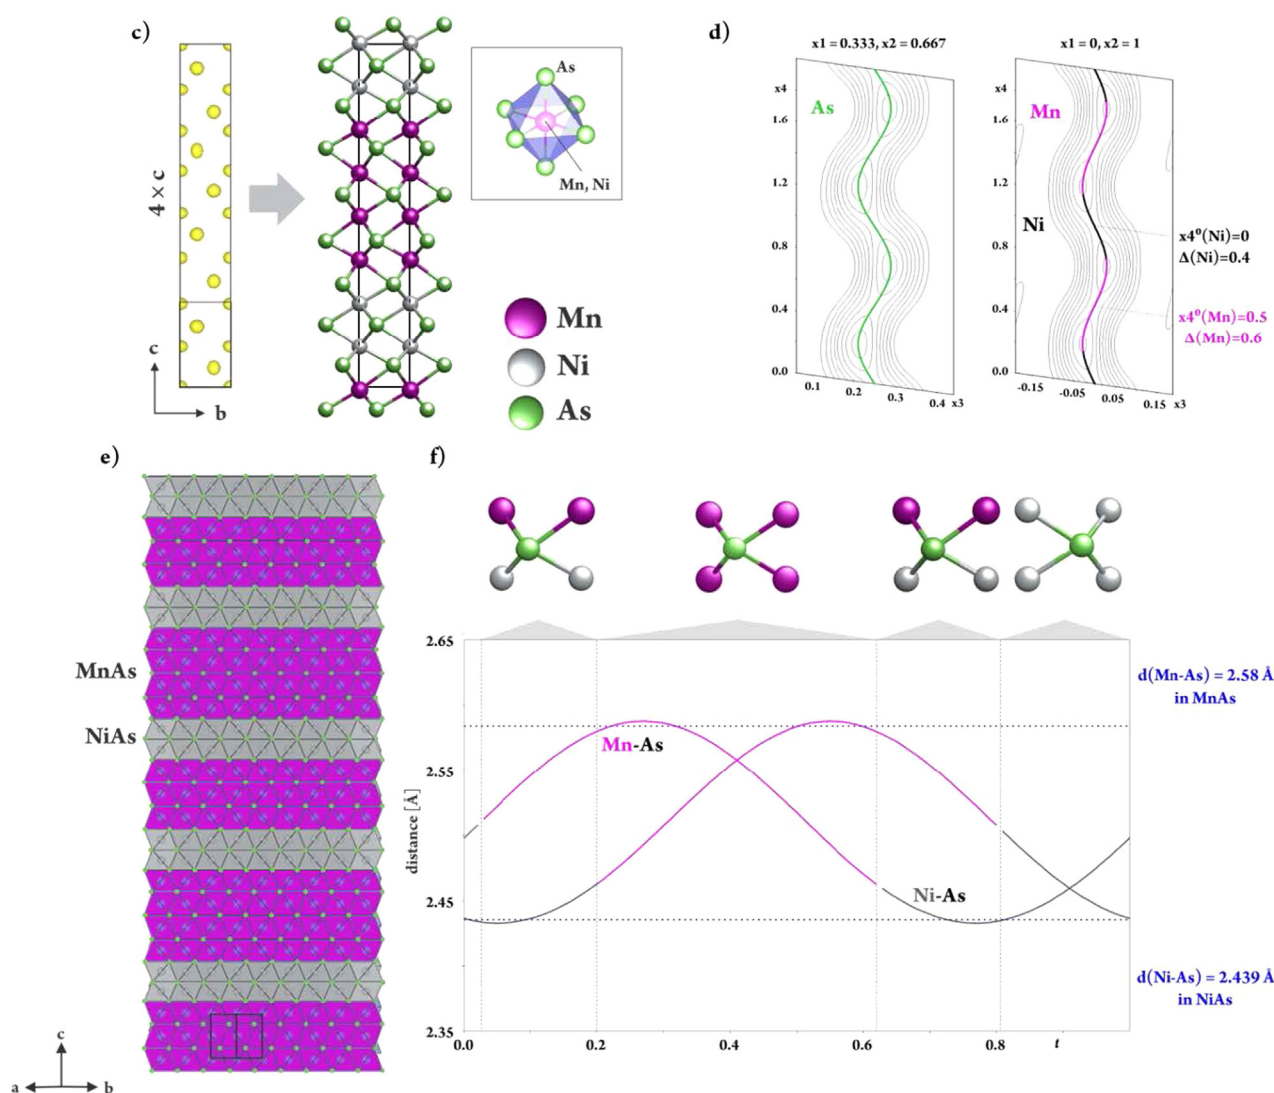 c)
4 × c
c
b
As
Mn, Ni
Mn
Ni
As
d)
x1 = 0.333, x2 = 0.667
x4
1.6
1.2
0.8
0.4
0.0
As
0.1
0.2
0.3
0.4 x3
x1 = 0, x2 = 1
x4
1.6
1.2
0.8
0.4
0.0
Mn
Ni
x4⁰(Ni)=0
Δ(Ni)=0.4
x4⁰(Mn)=0.5
Δ(Mn)=0.6
-0.15
-0.05
0.05
0.15 x3
e)
MnAs
NiAs
c
a
b
f)
2.65
2.55
2.45
2.35
distance [Å]
Mn-As
Ni-As
d(Mn-As) = 2.58 Å
in MnAs
d(Ni-As) = 2.439 Å
in NiAs
0.0
0.2
0.4
0.6
0.8
t